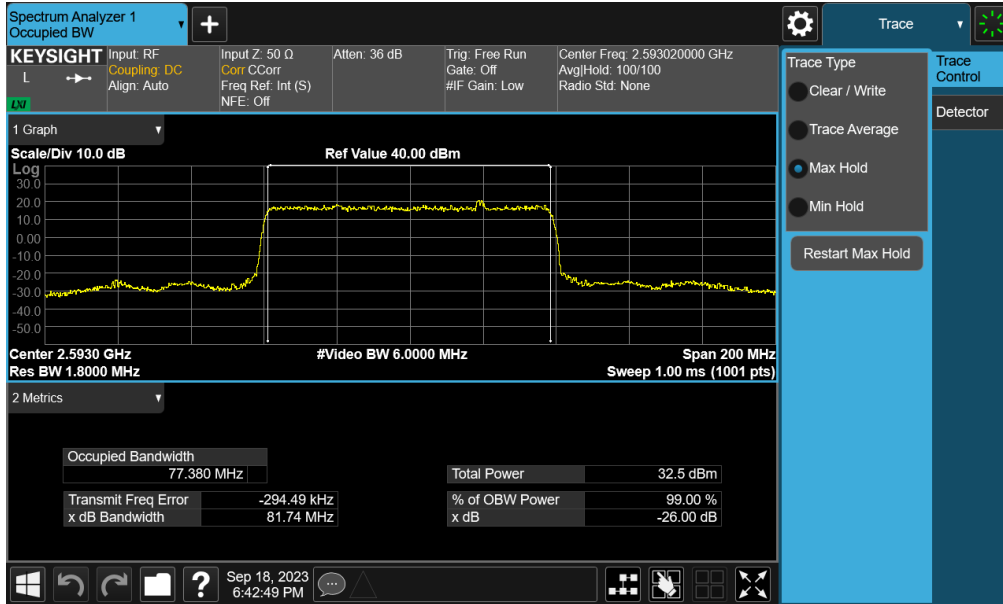 Spectrum Analyzer 1
Occupied BW
+
Trace
KEYSIGHT
L
LXI
Input: RF
Coupling: DC
Align: Auto
Input Z: 50 Ω
Corr CCorr
Freq Ref: Int (S)
NFE: Off
Atten: 36 dB
Trig: Free Run
Gate: Off
#IF Gain: Low
Center Freq: 2.593020000 GHz
Avg|Hold: 100/100
Radio Std: None
1 Graph
Scale/Div 10.0 dB
Ref Value 40.00 dBm
Log
30.0
20.0
10.0
0.00
-10.0
-20.0
-30.0
-40.0
-50.0
Center 2.5930 GHz
#Video BW 6.0000 MHz
Span 200 MHz
Res BW 1.8000 MHz
Sweep 1.00 ms (1001 pts)
2 Metrics
Occupied Bandwidth
77.380 MHz
Total Power 32.5 dBm
Transmit Freq Error -294.49 kHz
% of OBW Power 99.00 %
x dB Bandwidth 81.74 MHz
x dB -26.00 dB
Trace Type
Clear / Write
Trace Average
Max Hold
Min Hold
Restart Max Hold
Trace
Control
Detector
?
Sep 18, 2023
6:42:49 PM